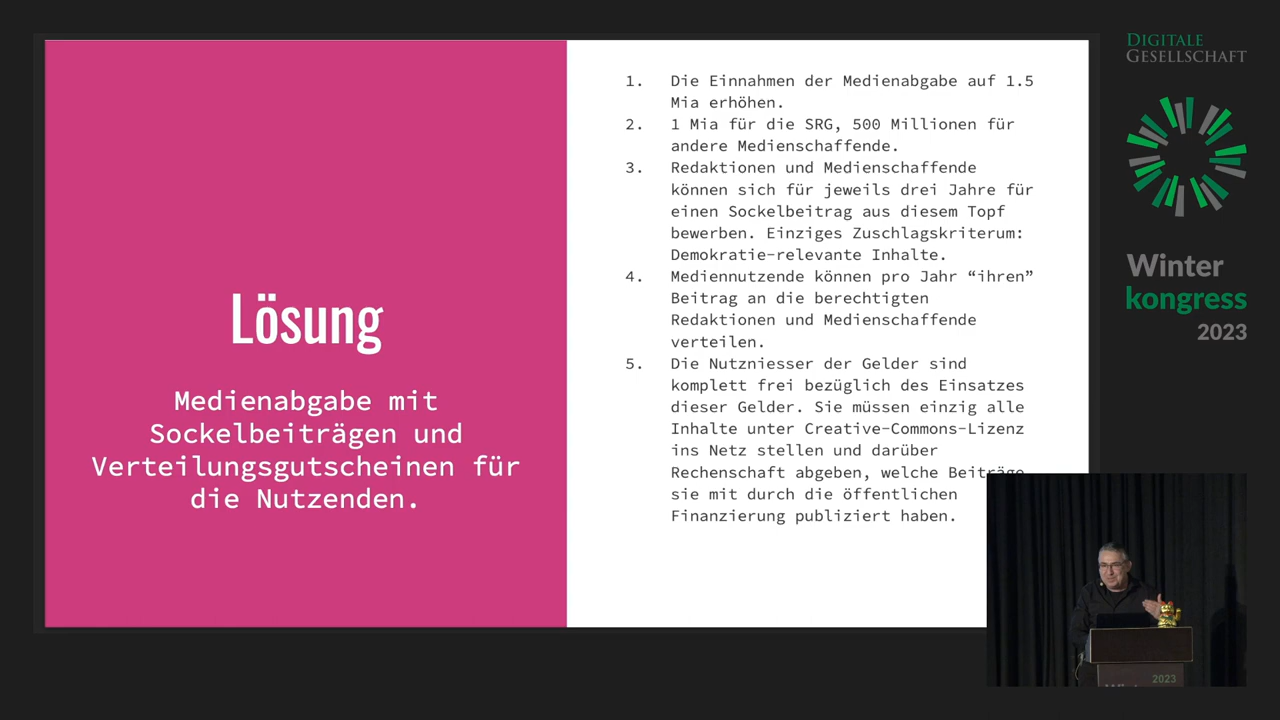 Lösung
Medienabgabe mit
Sockelbeiträgen und
Verteilungsgutscheinen für
die Nutzenden.
1. Die Einnahmen der Medienabgabe auf 1.5
Mia erhöhen.
2. 1 Mia für die SRG, 500 Millionen für
andere Medienschaffende.
3. Redaktionen und Medienschaffende
können sich für jeweils drei Jahre für
einen Sockelbeitrag aus diesem Topf
bewerben. Einziges Zuschlagskriterum:
Demokratie-relevante Inhalte.
4. Mediennutzende können pro Jahr “ihren”
Beitrag an die berechtigten
Redaktionen und Medienschaffende
verteilen.
5. Die Nutzniesser der Gelder sind
komplett frei bezüglich des Einsatzes
dieser Gelder. Sie müssen einzig alle
Inhalte unter Creative-Commons-Lizenz
ins Netz stellen und darüber
Rechenschaft abgeben, welche Beiträge
sie mit durch die öffentlichen
Finanzierung publiziert haben.
DIGITALE
GESELLSCHAFT
Winter
kongress
2023
2023